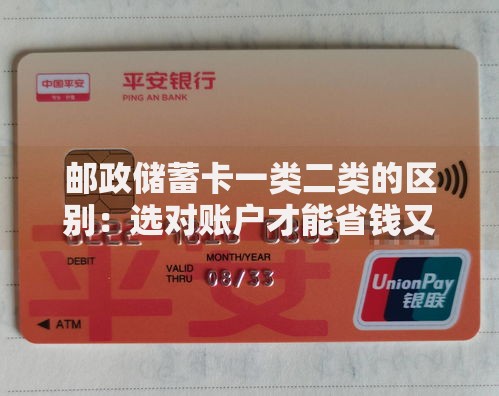 中国平安
平安银行
PING AN BANK
邮政储蓄卡一类二类的区
别：选对账户才能省钱又
DEBIT
MONTH/YEAR
VALID
THRU
08/33
UnionPay
银联
ATM